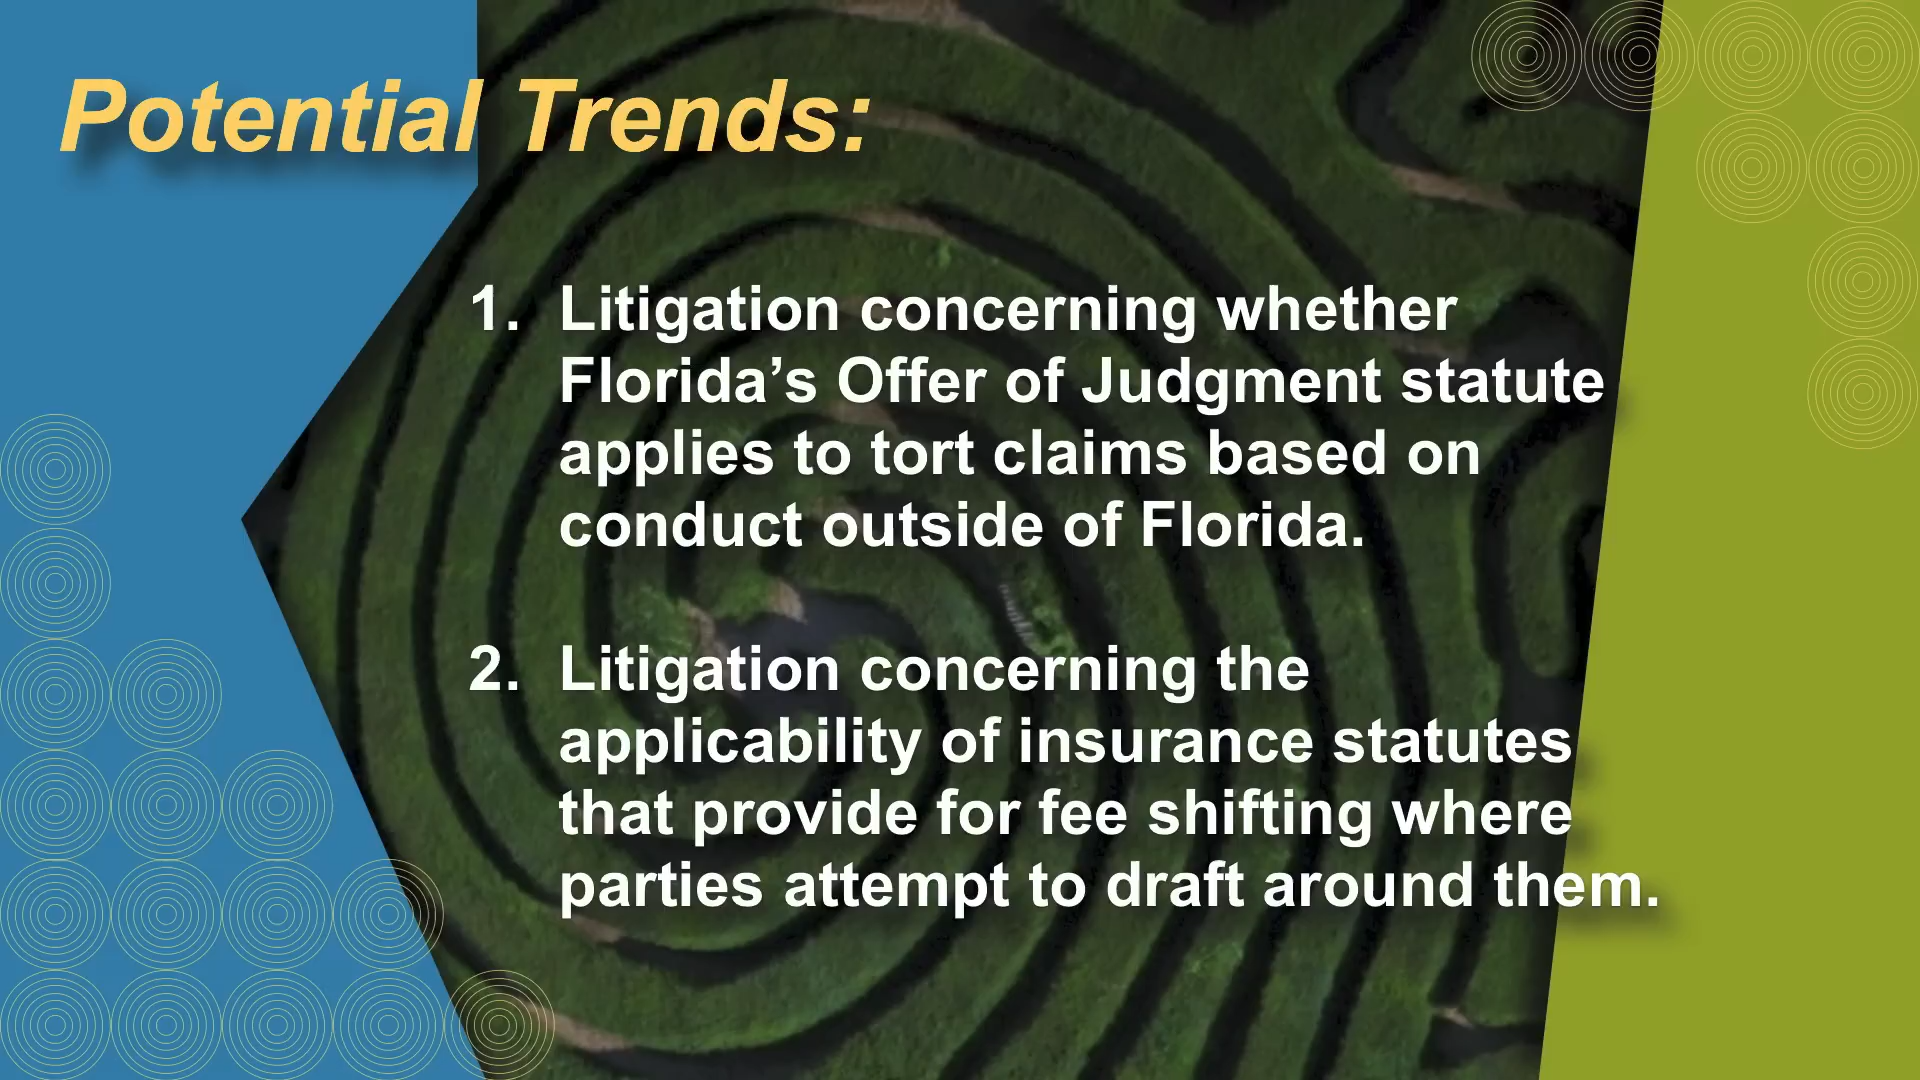 Potential Trends:
1. Litigation concerning whether
Florida’s Offer of Judgment statute
applies to tort claims based on
conduct outside of Florida.
2. Litigation concerning the
applicability of insurance statutes
that provide for fee shifting where
parties attempt to draft around them.